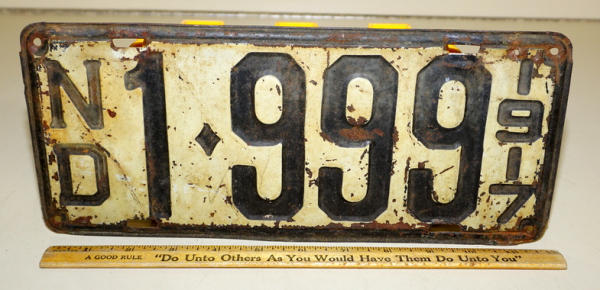 ND
1·999
1917
A GOOD RULE "Do Unto Others As You Would Have Them Do Unto You"